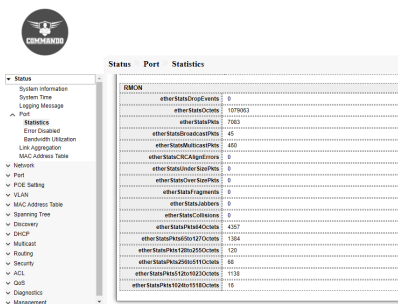 COMMANDO
Status Port Statistics
Status
System Information
System Time
Logging Message
Port
Statistics
Error Disabled
Bandwidth Utilization
Link Aggregation
MAC Address Table
Network
Port
POE Setting
VLAN
MAC Address Table
Spanning Tree
Discovery
DHCP
Multicast
Routing
Security
ACL
QoS
Diagnostics
Management
RMON
etherStatsDropEvents 0
etherStatsOctets 1079063
etherStatsPkts 7083
etherStatsBroadcastPkts 45
etherStatsMulticastPkts 460
etherStatsCRCAlignErrors 0
etherStatsUnderSizePkts 0
etherStatsOverSizePkts 0
etherStatsFragments 0
etherStatsJabbers 0
etherStatsCollisions 0
etherStatsPkts64Octets 4357
etherStatsPkts65to127Octets 1384
etherStatsPkts128to255Octets 120
etherStatsPkts256to511Octets 68
etherStatsPkts512to1023Octets 1138
etherStatsPkts1024to1518Octets 16